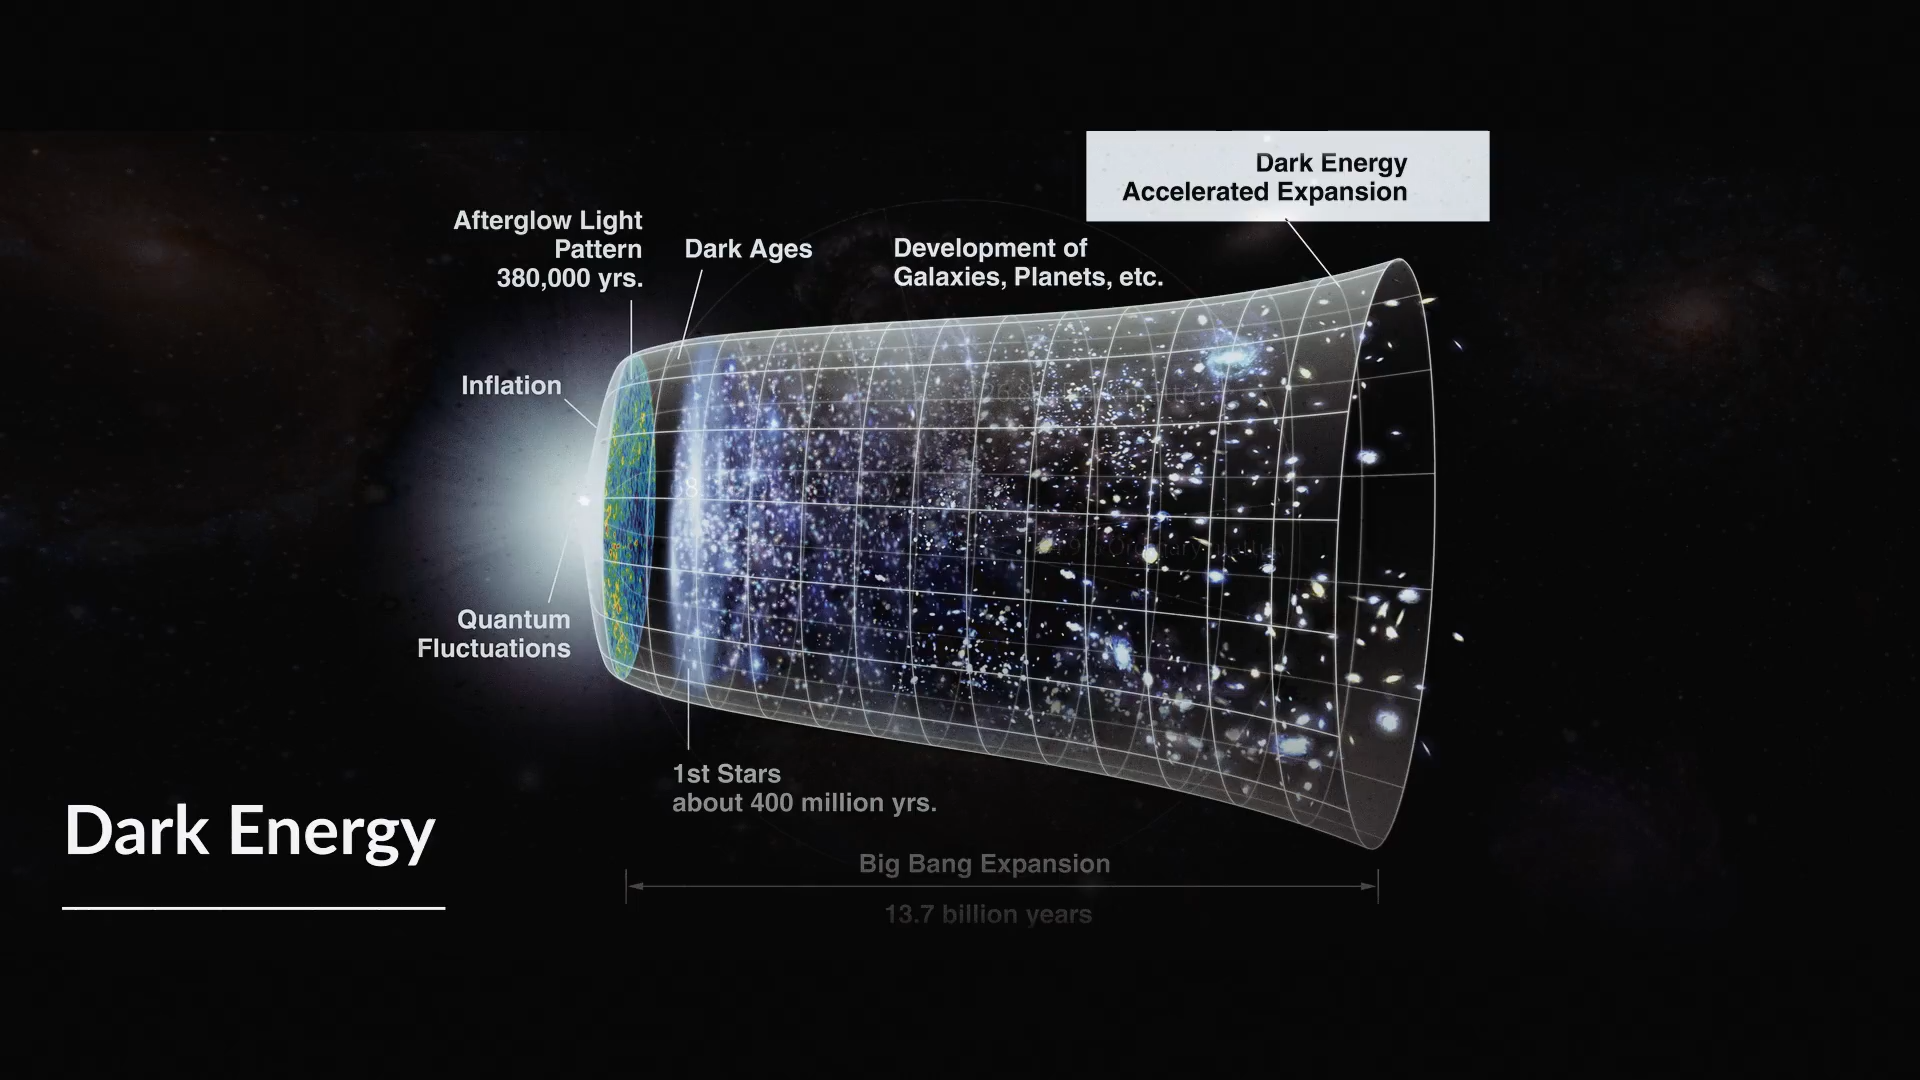 Dark Energy
Accelerated Expansion
Afterglow Light
Pattern
380,000 yrs.
Dark Ages
Development of
Galaxies, Planets, etc.
Inflation
Quantum
Fluctuations
1st Stars
about 400 million yrs.
Dark Energy
Big Bang Expansion
13.7 billion years